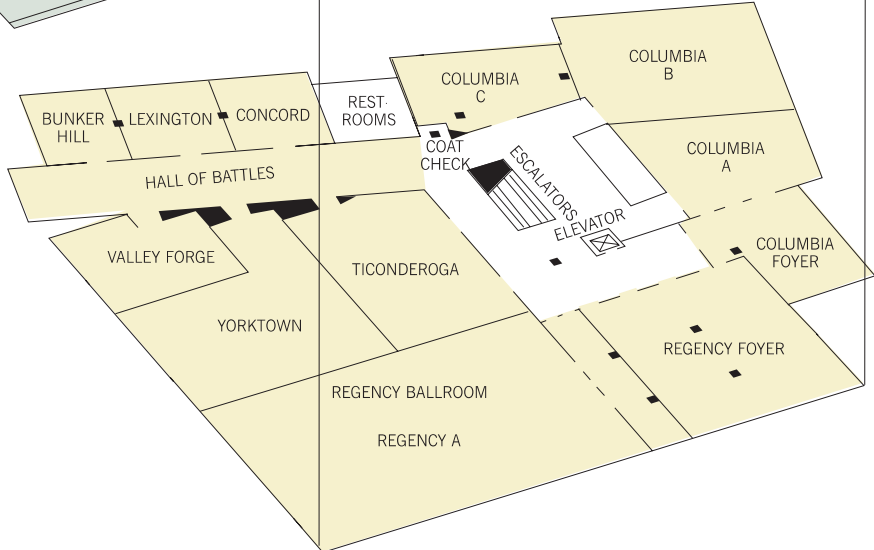 COLUMBIA
B
COLUMBIA
C
REST-
ROOMS
BUNKER
HILL
LEXINGTON
CONCORD
COAT
CHECK
ESCALATORS
COLUMBIA
A
HALL OF BATTLES
ELEVATOR
COLUMBIA
FOYER
VALLEY FORGE
TICONDEROGA
YORKTOWN
REGENCY FOYER
REGENCY BALLROOM
REGENCY A